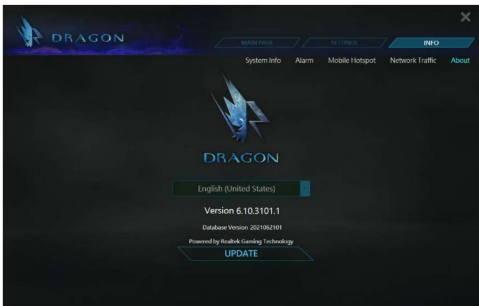 DRAGON
MAIN PAGE SETTINGS INFO
System Info Alarm Mobile Hotspot Network Traffic About
DRAGON
English (United States)
Version 6.10.3101.1
Database Version 2021062101
Powered by Realtek Gaming Technology
UPDATE